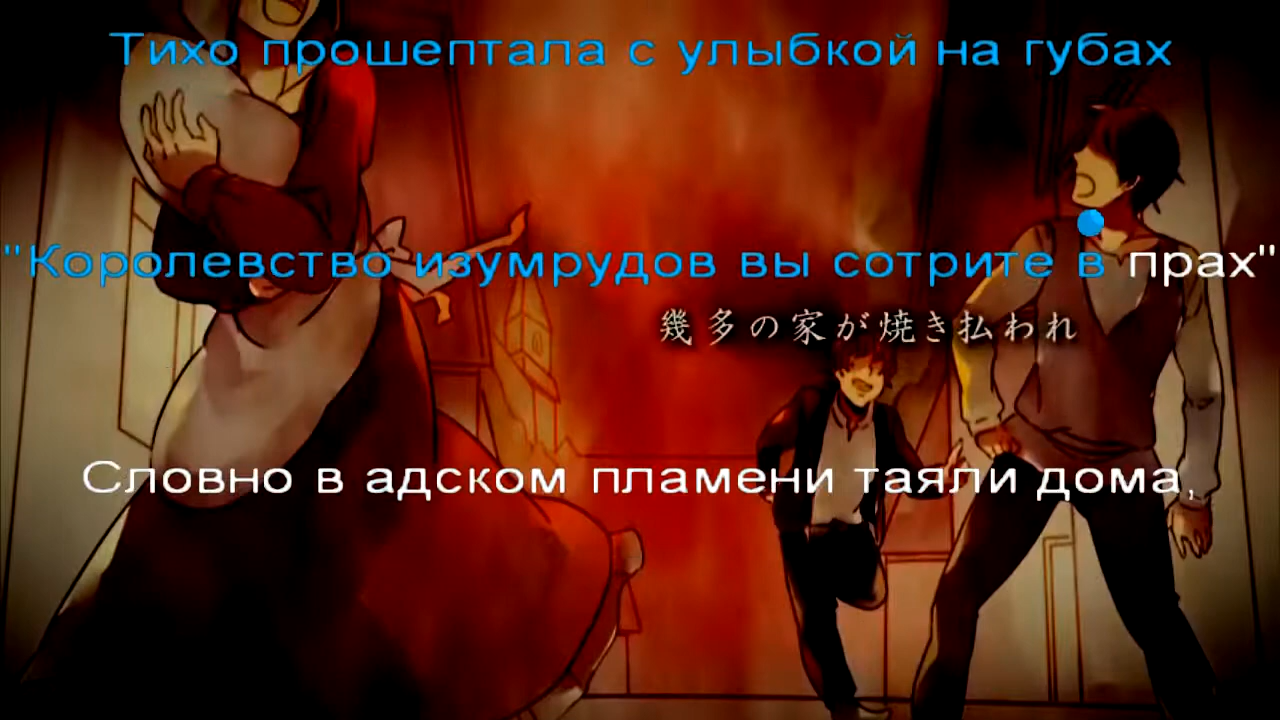 Тихо прошептала с улыбкой на губах
"Королевство изумрудов вы сотрите в прах"
幾多の家が焼き払われ
Словно в адском пламени таяли дома,